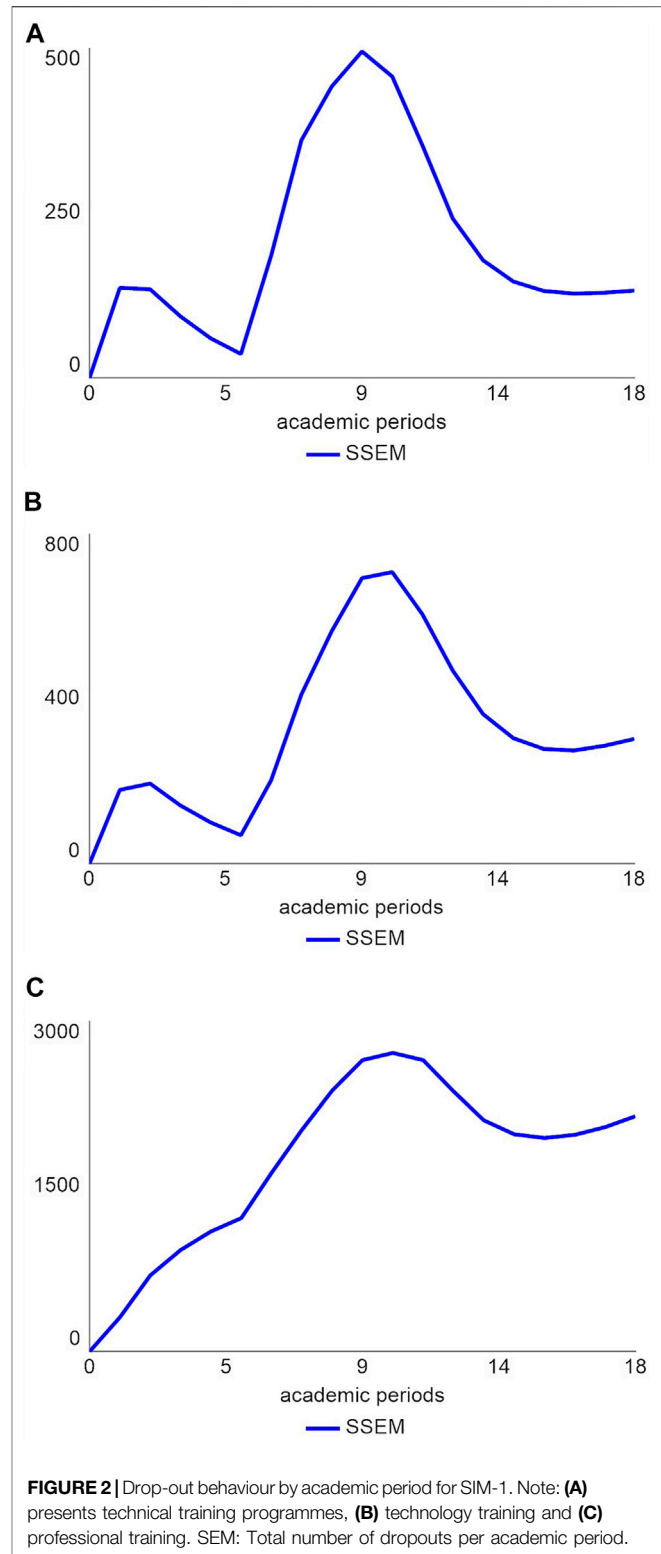 A
500
250
0
0 5 9 14 18
academic periods
SSEM
B
800
400
0
0 5 9 14 18
academic periods
SSEM
C
3000
1500
0
0 5 9 14 18
academic periods
SSEM
FIGURE 2 | Drop-out behaviour by academic period for SIM-1. Note: (A)
presents technical training programmes, (B) technology training and (C)
professional training. SEM: Total number of dropouts per academic period.